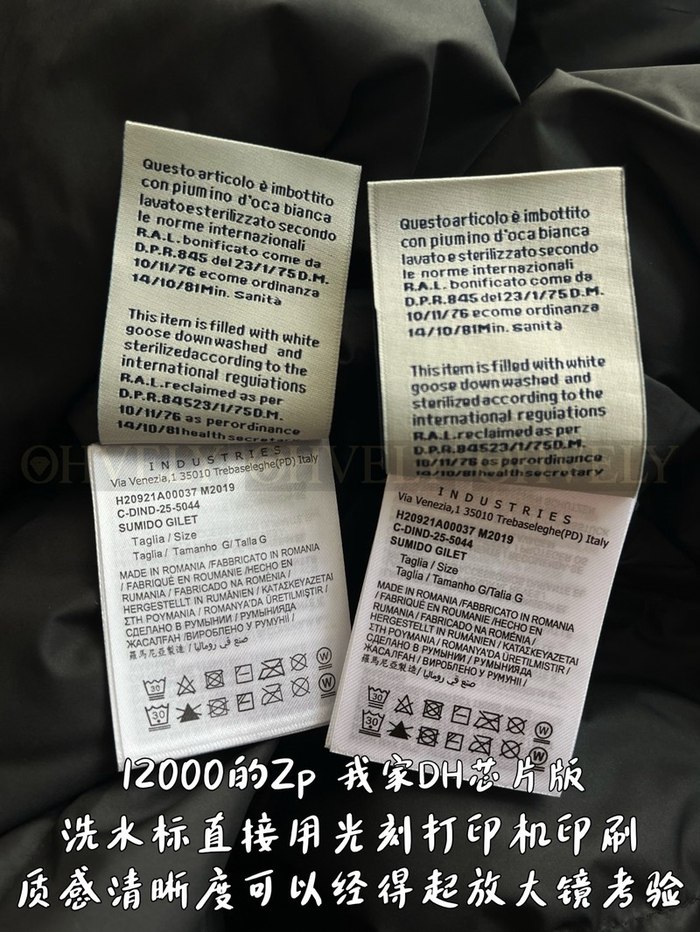 Questo articolo è imbottito
con piumino d'oca bianca
lavatoesterilizzato secondo
le norme internazionali
R.A.L. bonificato come da
D.P.R.845 del 23/1/75D.M.
10/11/76 ecome ordinanza
14/10/81Min. Sanità
This item is filled with white
goose down washed and
sterilizedaccording to the
international reguiations
R.A.L.reclaimed as per
D.P.R.84523/1/75D.M.
10/11/76 as perordinance
14/10/81health secretary
INDUSTRIES
Via Venezia,1 35010 Trebaseleghe(PD) Italy
H20921A00037 M2019
C-DIND-25-5044
SUMIDO GILET
Taglia / Size
Taglia / Tamanho G/ Talla G
MADE IN ROMANIA /FABBRICATO IN ROMANIA
/ FABRIQUÉ EN ROUMANIE /HECHO EN
RUMANIA / FABRICADO NA ROMÉNIA /
HERGESTELLT IN RUMÄNIEN / ΚΑΤΑΣΚΕΥΑΖΕΤΑΙ
ΣΤΗ ΡΟΥΜΑΝΙΑ / ROMANYA'DA ÜRETILMIŞTIR /
СДЕЛАНО В РУМЫНИИ / РУМЫНИЯДА
ЖАСАЛҒАН /ВИРОБЛЕНО У РУМУНІЇ /
羅馬尼亞製造 / صنع في رومانيا
30
W
30
W
Questo articolo è imbottito
con piumino d'oca bianca
lavato e sterilizzato secondo
le norme internazionali
R.A.L. bonificato come da
D.P.R.845 del23/1/75D.M.
10/11/76 ecome ordinanza
14/10/81Min. Sanità
This item is filled with white
goose down washed and
sterilized according to the
international reguiations
R.A.L.reclaimed as per
D.P.R.84523/1/75D.M.
10/11/76 as perordinance
14/10/81health secretary
INDUSTRIES
Via Venezia,1 35010 Trebaseleghe(PD) Italy
H20921A00037 M2019
C-DIND-25-5044
SUMIDO GILET
Taglia / Size
Taglia / Tamanho G/Talla G
MADE IN ROMANIA /FABBRICATO IN ROMANIA
/ FABRIQUÉ EN ROUMANIE /HECHO EN
RUMANIA / FABRICADO NA ROMÉNIA /
HERGESTELLT IN RUMÄNIEN / ΚΑΤΑΣΚΕΥΑΖΕΤΑΙ
ΣΤΗ ΡΟΥΜΑΝΙΑ / ROMANYA'DA ÜRETILMIŞTIR /
СДЕЛАНО В РУМЫНИИ / РУМЫНИЯДА
ЖАСАЛҒАН / ВИРОБЛЕНО У РУМУНІЇ /
羅馬尼亞製造 / صنع في رومانيا
30
W
30
W
12000的Zp 我家DH芯片版
洗水标直接用光刻打印机印刷
质感清晰度可以经得起放大镜考验